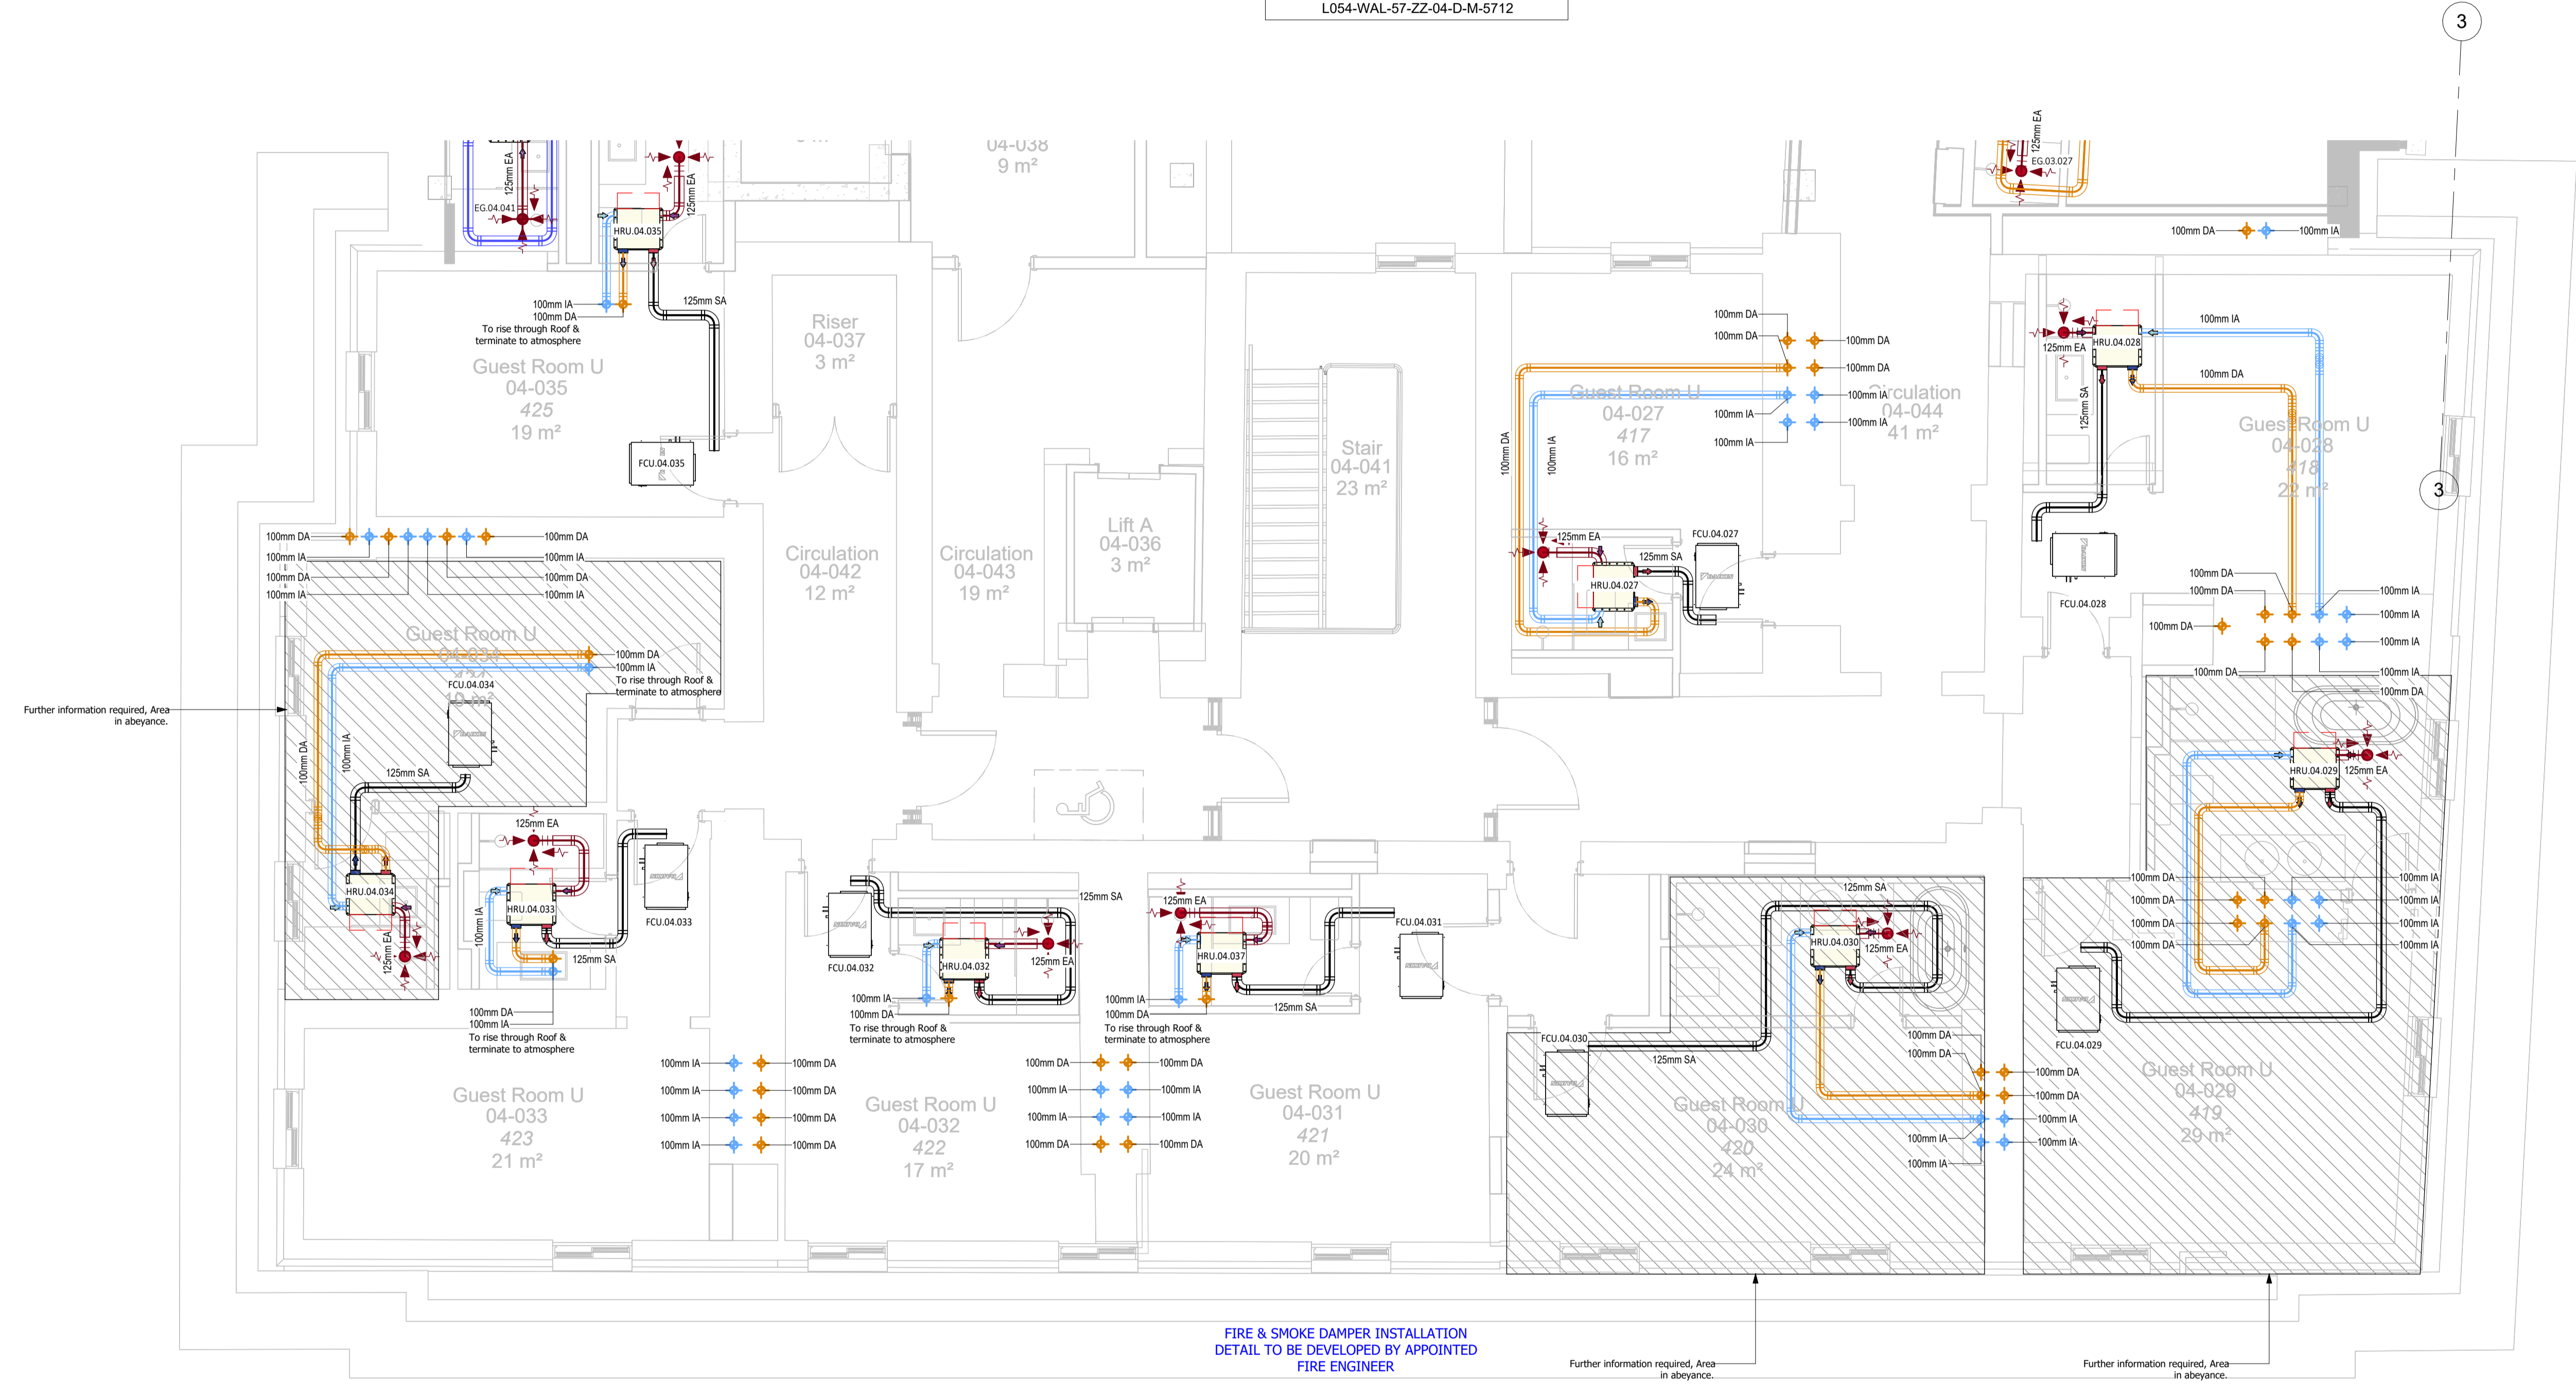 L054-WAL-57-ZZ-04-D-M-5712
3
04-038
9 m²
125mm EA
EG.04.041
125mm EA
HRU.04.035
100mm IA
100mm DA
To rise through Roof &
terminate to atmosphere
125mm SA
Guest Room U
04-035
425
19 m²
FCU.04.035
Riser
04-037
3 m²
Stair
04-041
23 m²
Lift A
04-036
3 m²
Circulation
04-042
12 m²
Circulation
04-043
19 m²
100mm DA
100mm DA
100mm DA
100mm DA
Guest Room U
04-027
417
16 m²
100mm IA
100mm IA
100mm IA
100mm IA
Circulation
04-044
41 m²
100mm DA
100mm IA
125mm EA
125mm SA
HRU.04.027
FCU.04.027
125mm EA
EG.03.027
100mm DA
100mm IA
HRU.04.028
125mm EA
100mm IA
100mm DA
125mm SA
Guest Room U
04-028
418
22 m²
3
FCU.04.028
100mm DA
100mm DA
100mm DA
100mm IA
100mm IA
100mm IA
100mm DA
100mm IA
100mm DA
100mm DA
100mm IA
100mm DA
100mm IA
100mm DA
100mm IA
100mm DA
100mm IA
Guest Room U
04-034
FCU.04.034
100mm DA
100mm IA
To rise through Roof &
terminate to atmosphere
Further information required, Area
in abeyance.
100mm DA
100mm IA
125mm SA
HRU.04.034
125mm EA
125mm EA
HRU.04.033
100mm IA
125mm SA
FCU.04.033
100mm DA
100mm IA
To rise through Roof &
terminate to atmosphere
Guest Room U
04-033
423
21 m²
100mm IA
100mm DA
100mm IA
100mm DA
100mm IA
100mm DA
100mm IA
100mm DA
FCU.04.032
125mm SA
HRU.04.032
125mm EA
100mm IA
100mm DA
To rise through Roof &
terminate to atmosphere
Guest Room U
04-032
422
17 m²
100mm DA
100mm DA
100mm IA
100mm IA
100mm IA
100mm IA
100mm DA
100mm DA
125mm EA
HRU.04.037
FCU.04.031
100mm IA
100mm DA
125mm SA
To rise through Roof &
terminate to atmosphere
Guest Room U
04-031
421
20 m²
125mm SA
HRU.04.030
125mm EA
FCU.04.030
125mm SA
Guest Room U
04-030
420
24 m²
100mm DA
100mm DA
100mm DA
100mm DA
100mm IA
100mm IA
100mm IA
100mm IA
HRU.04.029
125mm EA
100mm DA
100mm IA
100mm DA
100mm IA
100mm DA
100mm IA
100mm DA
100mm IA
FCU.04.029
Guest Room U
04-029
419
29 m²
FIRE & SMOKE DAMPER INSTALLATION
DETAIL TO BE DEVELOPED BY APPOINTED
FIRE ENGINEER
Further information required, Area
in abeyance.
Further information required, Area
in abeyance.